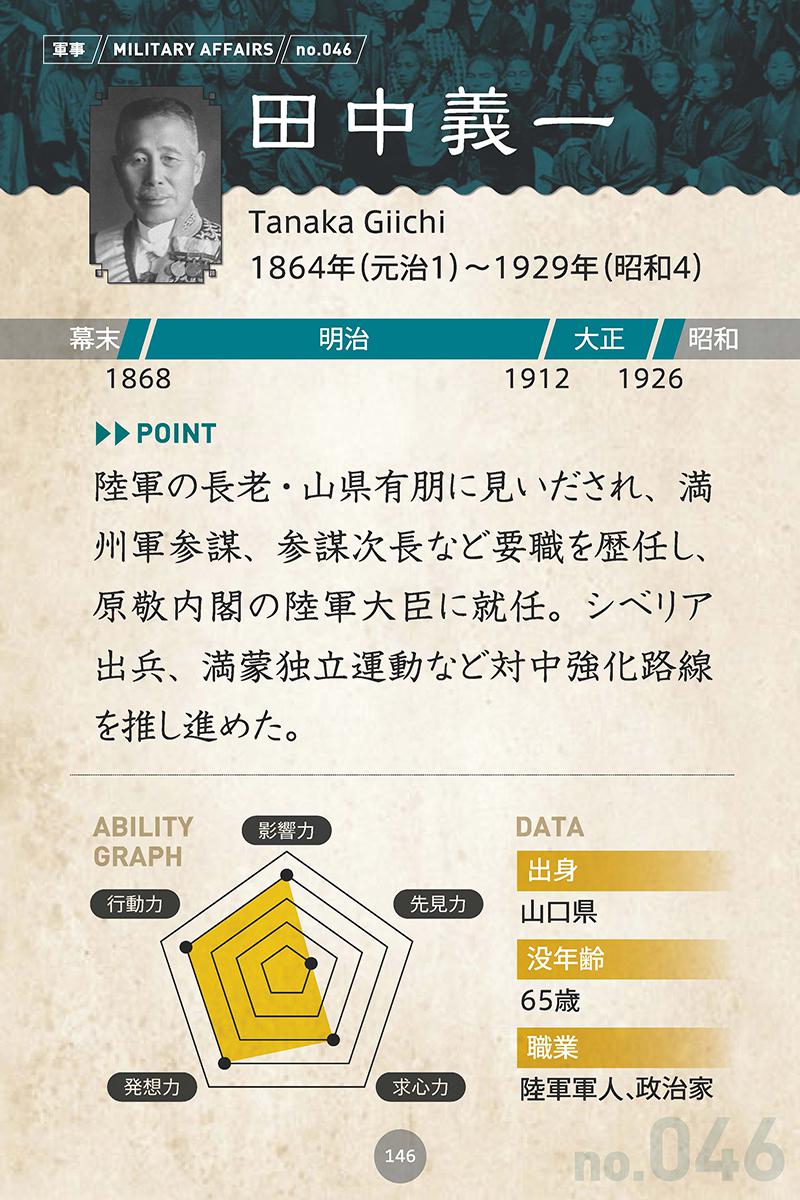 軍事 MILITARY AFFAIRS no.046
田中義一
Tanaka Giichi
1864年(元治1)～1929年(昭和4)
幕末 明治 大正 昭和
1868 1912 1926
POINT
陸軍の長老・山県有朋に見いだされ、満
州軍参謀、参謀次長など要職を歴任し、
原敬内閣の陸軍大臣に就任。シベリア
出兵、満蒙独立運動など対中強化路線
を推し進めた。
ABILITY
GRAPH
影響力
行動力
先見力
発想力
求心力
DATA
出身
山口県
没年齢
65歳
職業
陸軍軍人、政治家
146
no.046